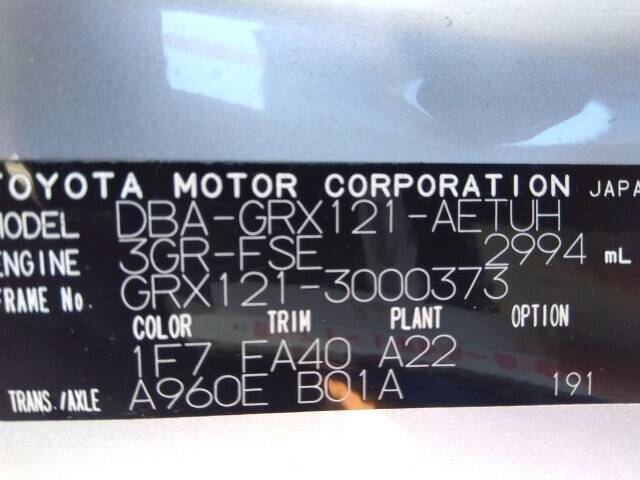 TOYOTA MOTOR CORPORATION JAPA
MODEL DBA-GRX121-AETUH
ENGINE 3GR-FSE 2994 mL
FRAME No. GRX121-3000373
COLOR TRIM PLANT OPTION
1F7 FA40 A22
TRANS./AXLE A960E B01A 191